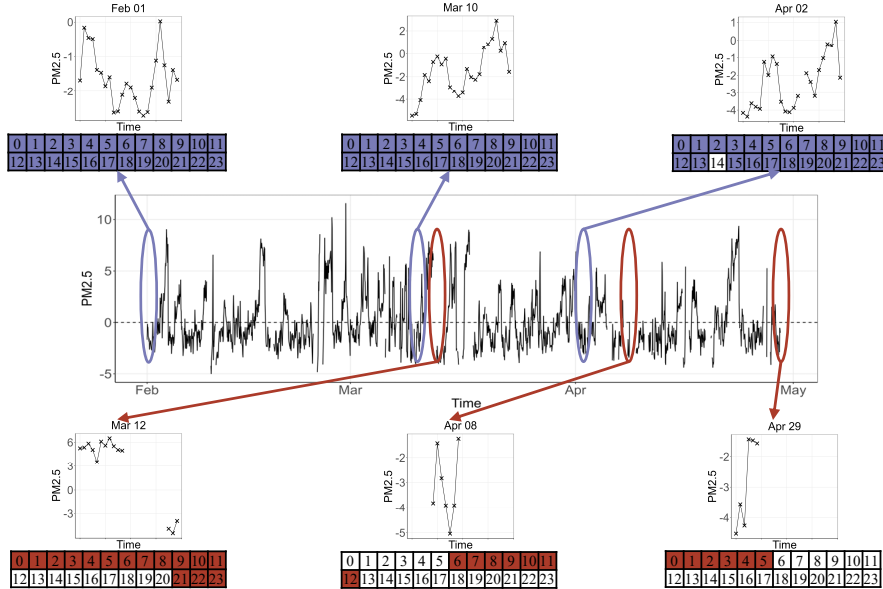 Feb 01
Mar 10
Apr 02
0
-1
-2
PM2.5
Time
2
0
-2
-4
PM2.5
Time
1
0
-1
-2
-3
-4
PM2.5
Time
0 1 2 3 4 5 6 7 8 9 10 11
12 13 14 15 16 17 18 19 20 21 22 23
0 1 2 3 4 5 6 7 8 9 10 11
12 13 14 15 16 17 18 19 20 21 22 23
0 1 2 3 4 5 6 7 8 9 10 11
12 13 14 15 16 17 18 19 20 21 22 23
10
5
0
-5
PM2.5
Feb Mar Apr May
Time
Mar 12
Apr 08
Apr 29
6
3
0
-3
PM2.5
Time
-2
-3
-4
-5
PM2.5
Time
-2
-3
-4
PM2.5
Time
0 1 2 3 4 5 6 7 8 9 10 11
12 13 14 15 16 17 18 19 20 21 22 23
0 1 2 3 4 5 6 7 8 9 10 11
12 13 14 15 16 17 18 19 20 21 22 23
0 1 2 3 4 5 6 7 8 9 10 11
12 13 14 15 16 17 18 19 20 21 22 23